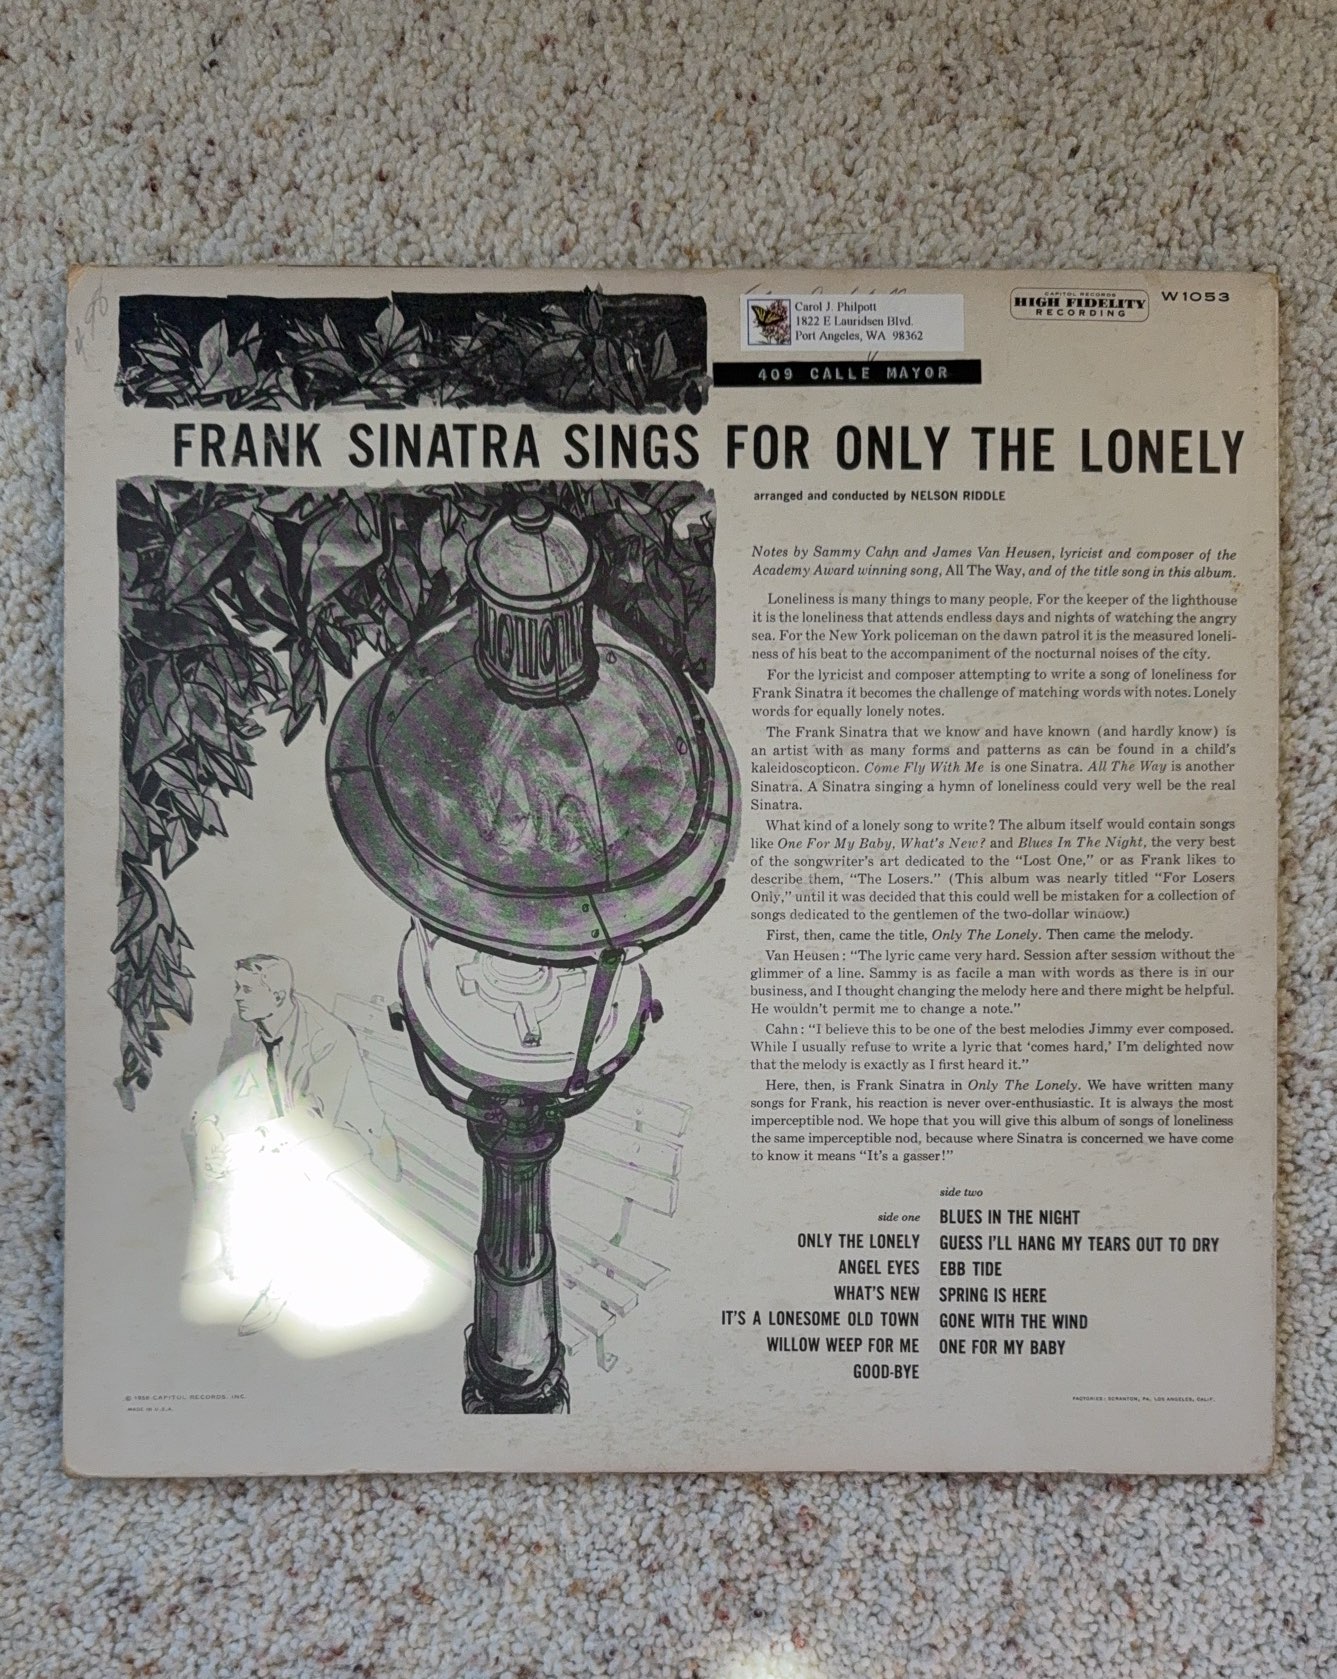 Carol J. Philpott
1822 E Lauridsen Blvd.
Port Angeles, WA 98362
CAPITOL RECORDS
HIGH FIDELITY
RECORDING
W1053
409 CALLE MAYOR
FRANK SINATRA SINGS FOR ONLY THE LONELY
arranged and conducted by NELSON RIDDLE
Notes by Sammy Cahn and James Van Heusen, lyricist and composer of the
Academy Award winning song, All The Way, and of the title song in this album.
Loneliness is many things to many people. For the keeper of the lighthouse
it is the loneliness that attends endless days and nights of watching the angry
sea. For the New York policeman on the dawn patrol it is the measured loneli-
ness of his beat to the accompaniment of the nocturnal noises of the city.
For the lyricist and composer attempting to write a song of loneliness for
Frank Sinatra it becomes the challenge of matching words with notes. Lonely
words for equally lonely notes.
The Frank Sinatra that we know and have known (and hardly know) is
an artist with as many forms and patterns as can be found in a child's
kaleidoscopticon. Come Fly With Me is one Sinatra. All The Way is another
Sinatra. A Sinatra singing a hymn of loneliness could very well be the real
Sinatra.
What kind of a lonely song to write? The album itself would contain songs
like One For My Baby, What's New? and Blues In The Night, the very best
of the songwriter's art dedicated to the "Lost One," or as Frank likes to
describe them, "The Losers." (This album was nearly titled "For Losers
Only," until it was decided that this could well be mistaken for a collection of
songs dedicated to the gentlemen of the two-dollar window.)
First, then, came the title, Only The Lonely. Then came the melody.
Van Heusen: "The lyric came very hard. Session after session without the
glimmer of a line. Sammy is as facile a man with words as there is in our
business, and I thought changing the melody here and there might be helpful.
He wouldn't permit me to change a note."
Cahn: "I believe this to be one of the best melodies Jimmy ever composed.
While I usually refuse to write a lyric that 'comes hard,' I'm delighted now
that the melody is exactly as I first heard it."
Here, then, is Frank Sinatra in Only The Lonely. We have written many
songs for Frank, his reaction is never over-enthusiastic. It is always the most
imperceptible nod. We hope that you will give this album of songs of loneliness
the same imperceptible nod, because where Sinatra is concerned we have come
to know it means "It's a gasser!"
side one
ONLY THE LONELY
ANGEL EYES
WHAT'S NEW
IT'S A LONESOME OLD TOWN
WILLOW WEEP FOR ME
GOOD-BYE
side two
BLUES IN THE NIGHT
GUESS I'LL HANG MY TEARS OUT TO DRY
EBB TIDE
SPRING IS HERE
GONE WITH THE WIND
ONE FOR MY BABY
© 1958 CAPITOL RECORDS, INC.
MADE IN U.S.A.
FACTORIES: SCRANTON, PA. LOS ANGELES, CALIF.